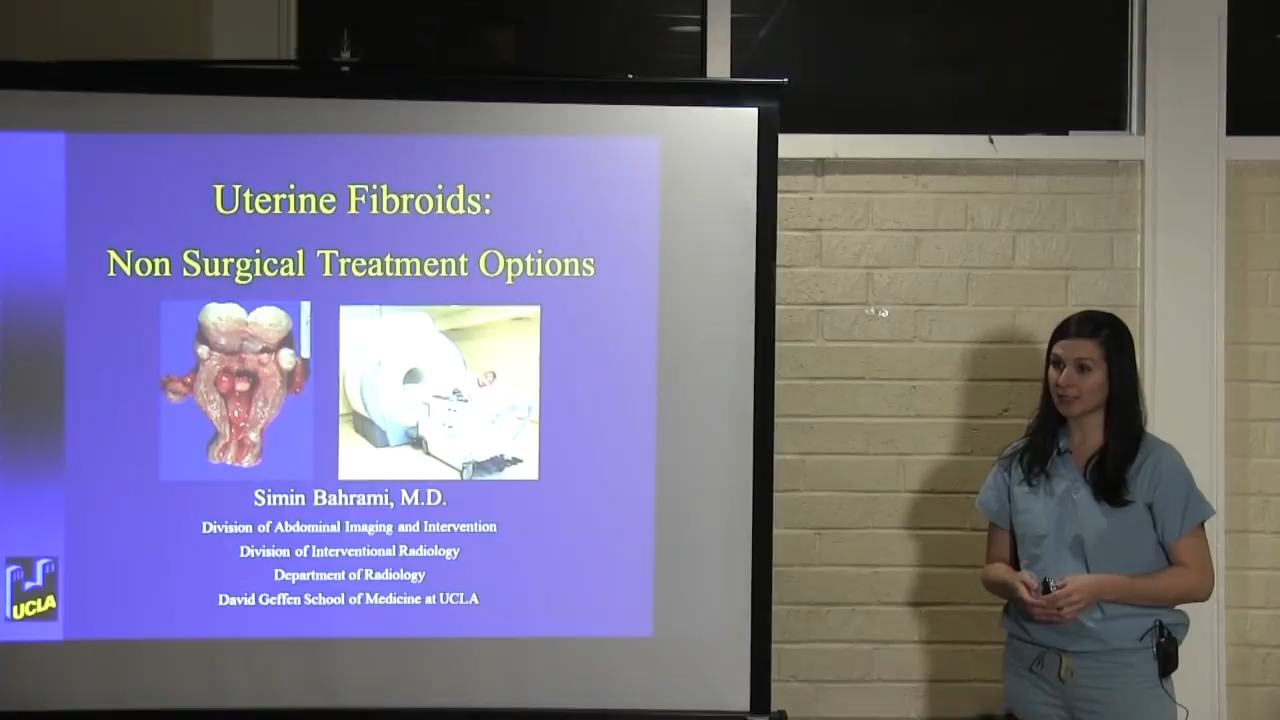 Uterine Fibroids:
Non Surgical Treatment Options
Simin Bahrami, M.D.
Division of Abdominal Imaging and Intervention
Division of Interventional Radiology
Department of Radiology
David Geffen School of Medicine at UCLA
UCLA